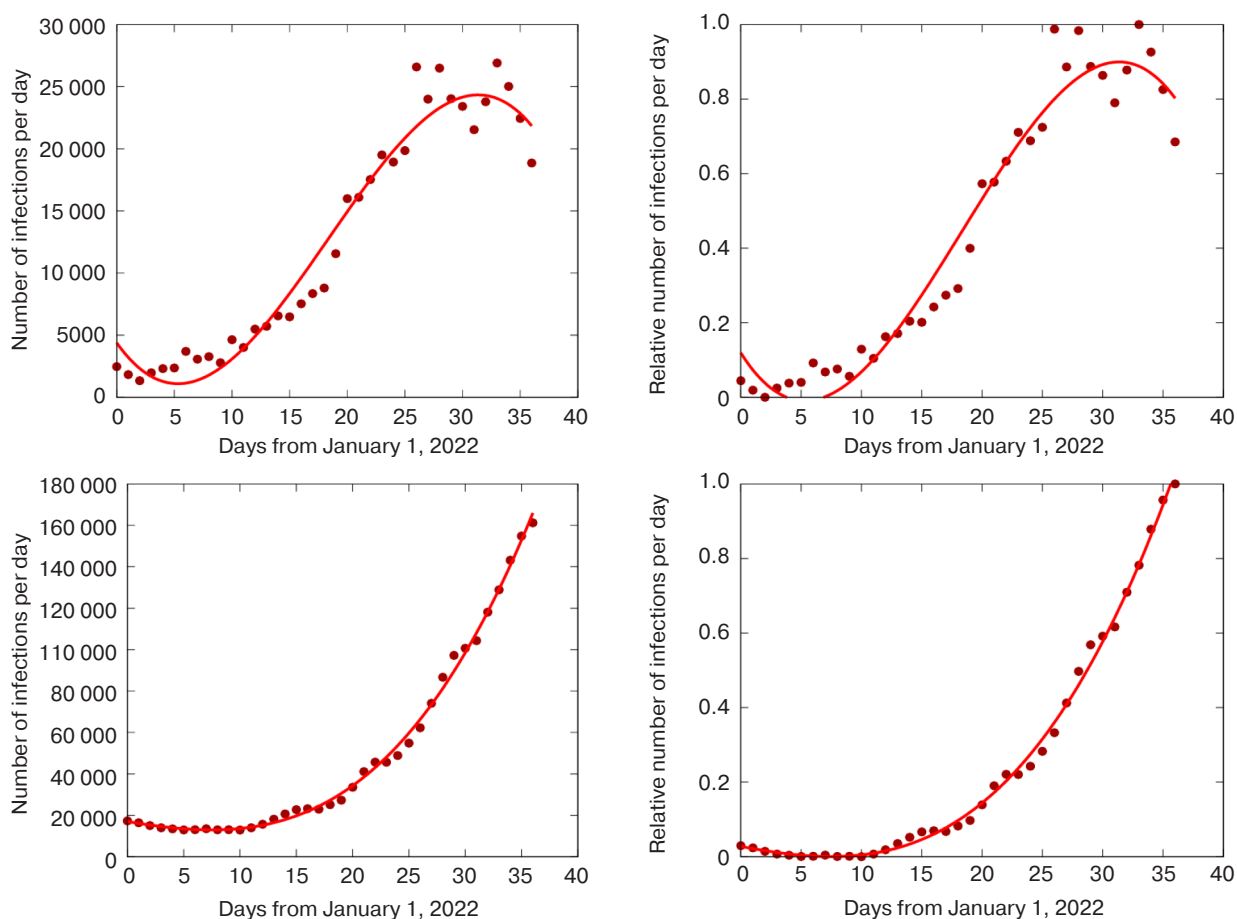 30 000
25 000
20 000
15 000
10 000
5000
0
Number of infections per day
0 5 10 15 20 25 30 35 40
Days from January 1, 2022
1.0
0.8
0.6
0.4
0.2
0
Relative number of infections per day
0 5 10 15 20 25 30 35 40
Days from January 1, 2022
180 000
160 000
140 000
120 000
110 000
80 000
60 000
40 000
20 000
0
Number of infections per day
0 5 10 15 20 25 30 35 40
Days from January 1, 2022
1.0
0.8
0.6
0.4
0.2
0
Relative number of infections per day
0 5 10 15 20 25 30 35 40
Days from January 1, 2022